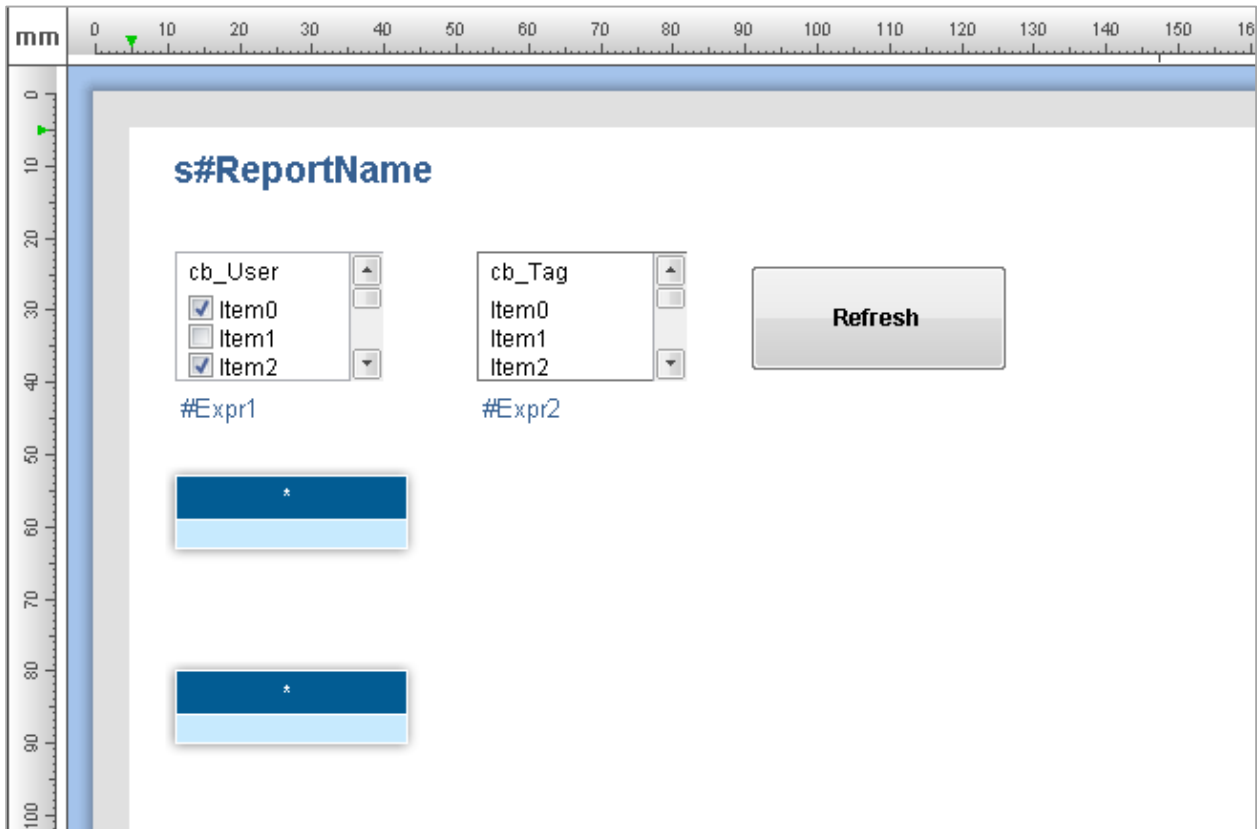 mm
0 10 20 30 40 50 60 70 80 90 100 110 120 130 140 150 16
0
10
20
30
40
50
60
70
80
90
100
s#ReportName
cb_User
Item0
Item1
Item2
#Expr1
cb_Tag
Item0
Item1
Item2
#Expr2
Refresh
*
*